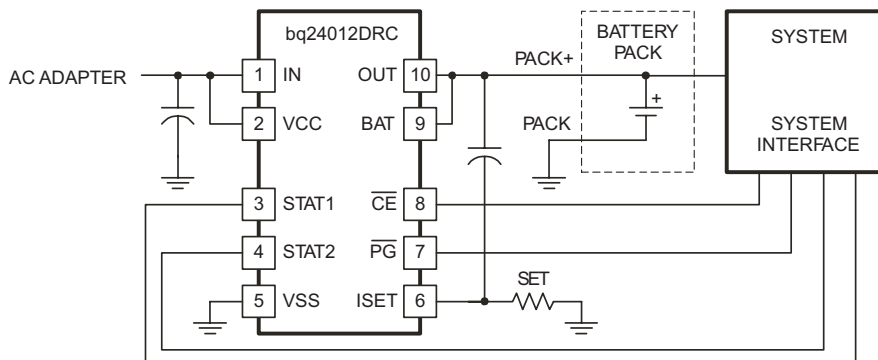 bq24012DRC
BATTERY
PACK
SYSTEM
AC ADAPTER
1 IN OUT 10 PACK+
2 VCC BAT 9 PACK
+
SYSTEM
INTERFACE
3 STAT1 CE 8
4 STAT2 PG 7
SET
5 VSS ISET 6